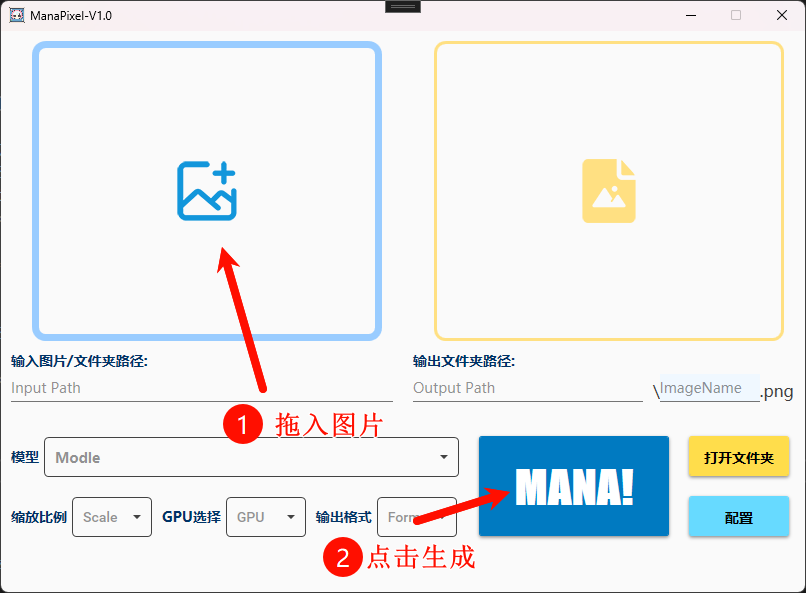 ManaPixel-V1.0
输入图片/文件夹路径:
Input Path
输出文件夹路径:
Output Path
\ImageName.png
1 拖入图片
模型
Modle
MANA!
打开文件夹
缩放比例
Scale
GPU选择
GPU
输出格式
Form
配置
2 点击生成